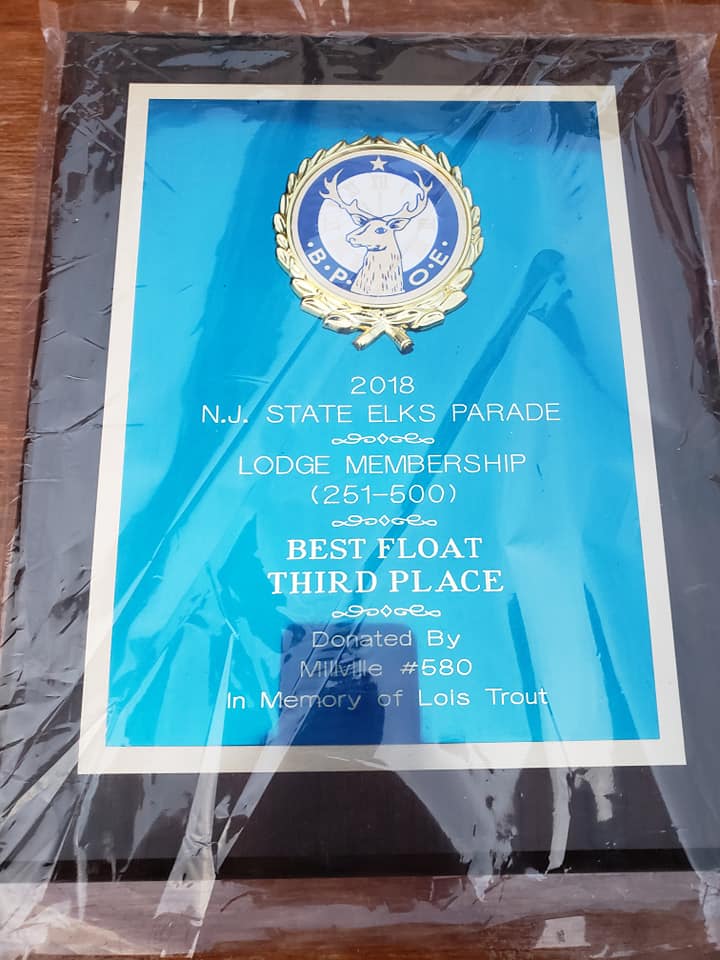 ·B·P·O·E·
2018
N.J. STATE ELKS PARADE
LODGE MEMBERSHIP
(251-500)
BEST FLOAT
THIRD PLACE
Donated By
Millville #580
In Memory of Lois Trout